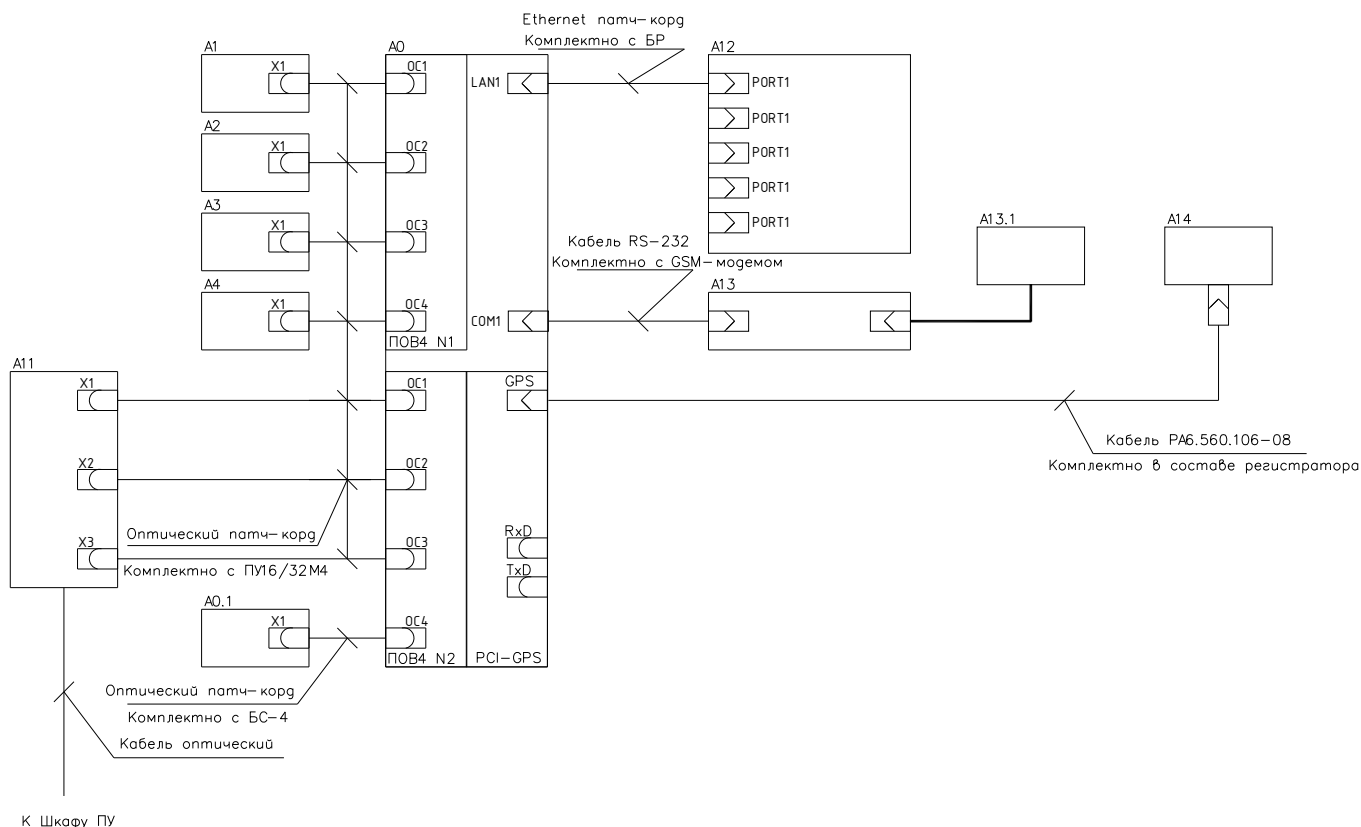 Ethernet патч-корд
Комплектно с БР
A1
A0
A12
X1
OC1
LAN1
PORT1
PORT1
A2
X1
OC2
PORT1
PORT1
A3
X1
OC3
PORT1
A13.1
A14
Кабель RS-232
Комплектно с GSM-модемом
A4
A13
X1
OC4
COM1
ПОВ4 N1
A11
X1
OC1
GPS
Кабель РА6.560.106-08
Комплектно в составе регистратора
X2
OC2
Оптический патч-корд
RxD
X3
OC3
Комплектно с ПУ16/32М4
TxD
A0.1
X1
OC4
ПОВ4 N2
PCI-GPS
Оптический патч-корд
Комплектно с БС-4
Кабель оптический
К Шкафу ПУ